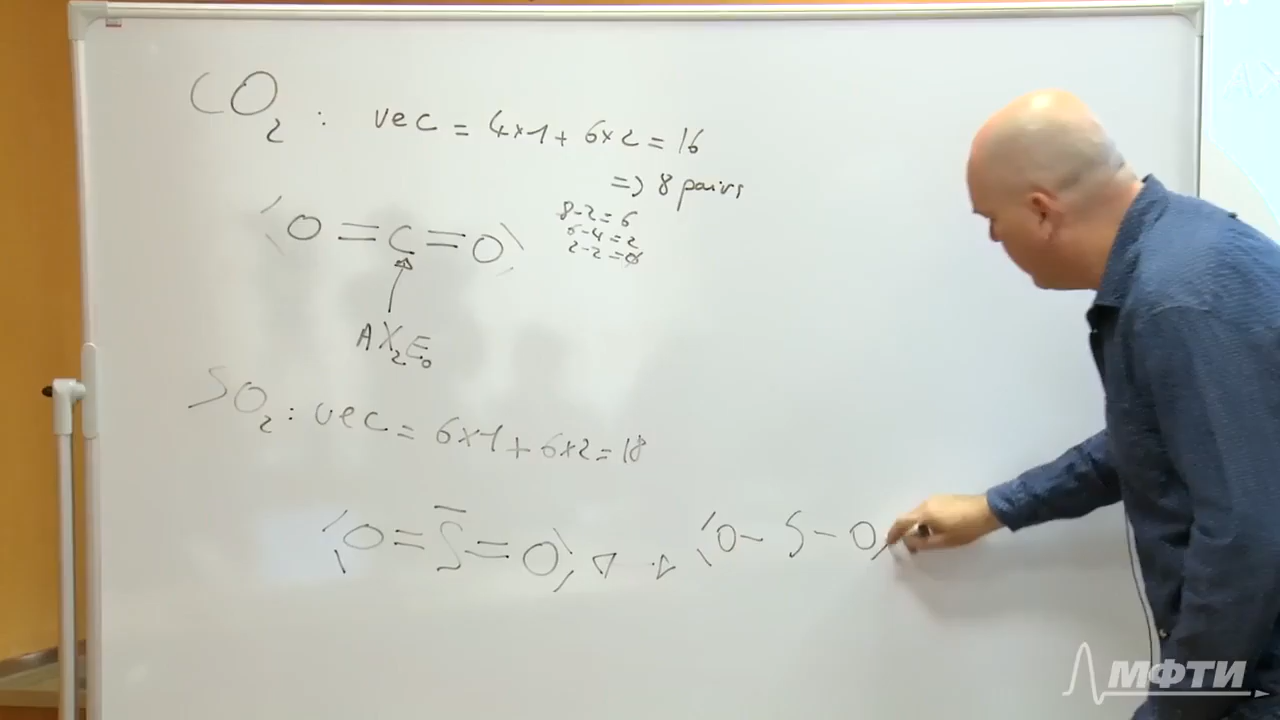 CO₂ : vec = 4×1 + 6×2 = 16
=> 8 pairs
8-2=6
6-4=2
2-2=0
O=C=O
AX₂E₀
SO₂ : vec = 6×1 + 6×2 = 18
O=S=O
O-S-O
МФТИ